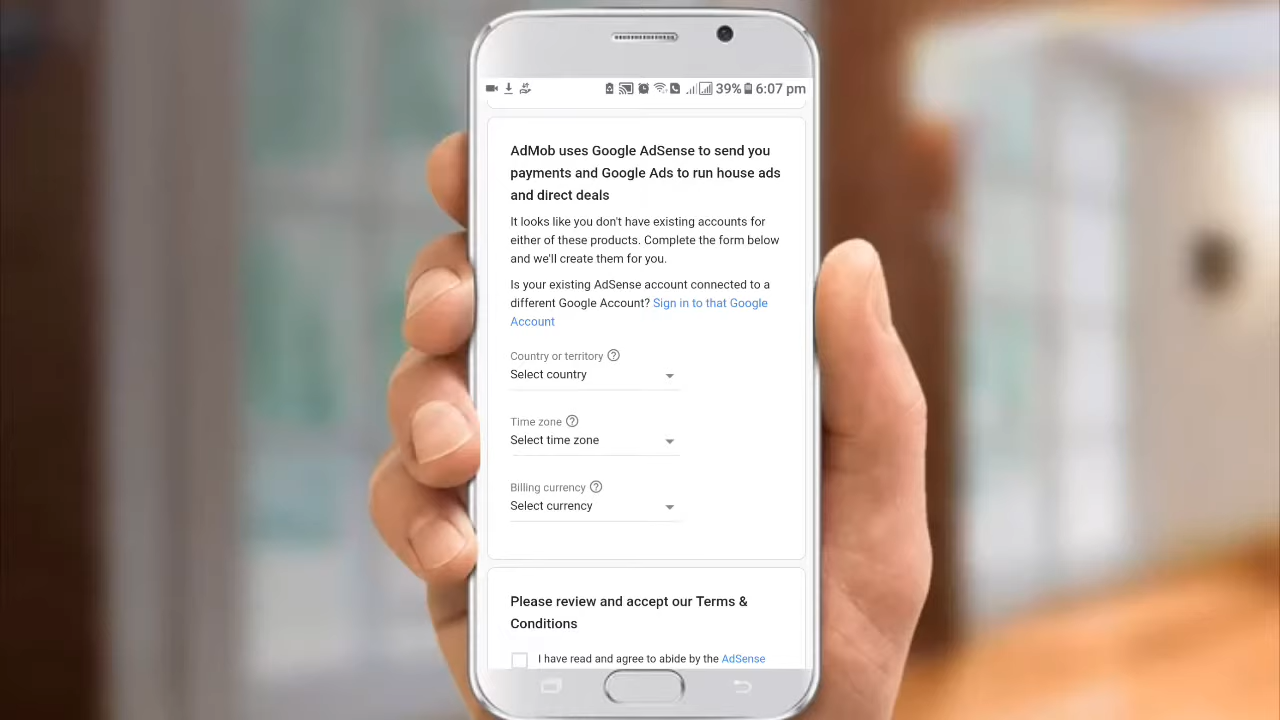 39% 6:07 pm
AdMob uses Google AdSense to send you
payments and Google Ads to run house ads
and direct deals
It looks like you don't have existing accounts for
either of these products. Complete the form below
and we'll create them for you.
Is your existing AdSense account connected to a
different Google Account? Sign in to that Google
Account
Country or territory
Select country
Time zone
Select time zone
Billing currency
Select currency
Please review and accept our Terms &
Conditions
I have read and agree to abide by the AdSense